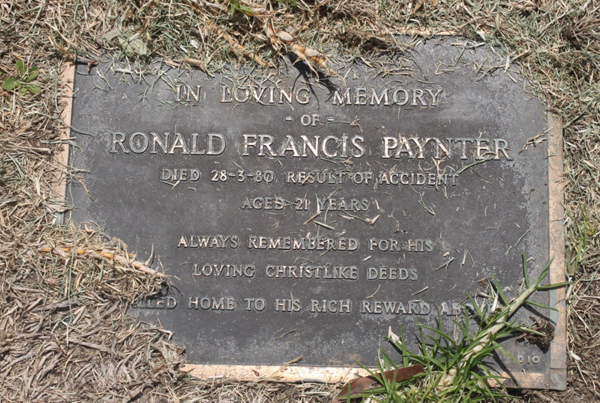 IN LOVING MEMORY
- OF -
RONALD FRANCIS PAYNTER
DIED 28-3-80. RESULT OF ACCIDENT
AGED 21 YEARS
ALWAYS REMEMBERED FOR HIS
LOVING CHRISTLIKE DEEDS
HOME TO HIS RICH REWARD